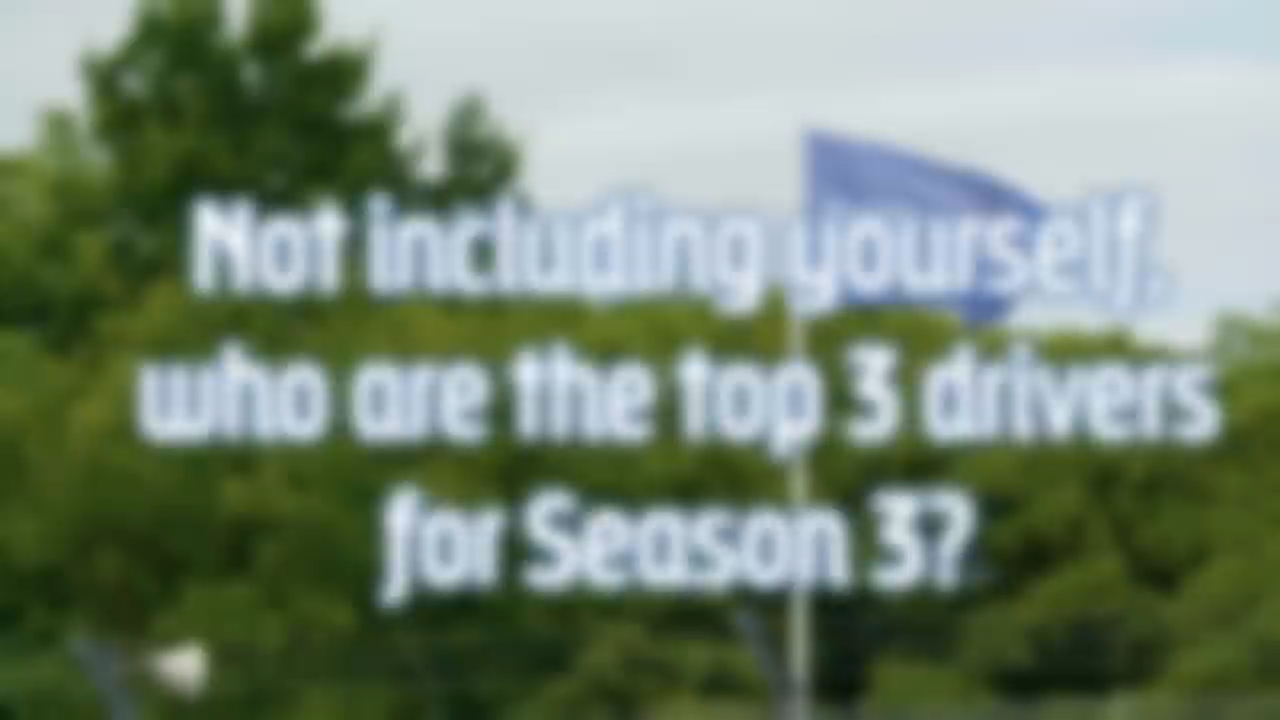 Not including yourself,
who are the top 3 drivers
for Season 3?